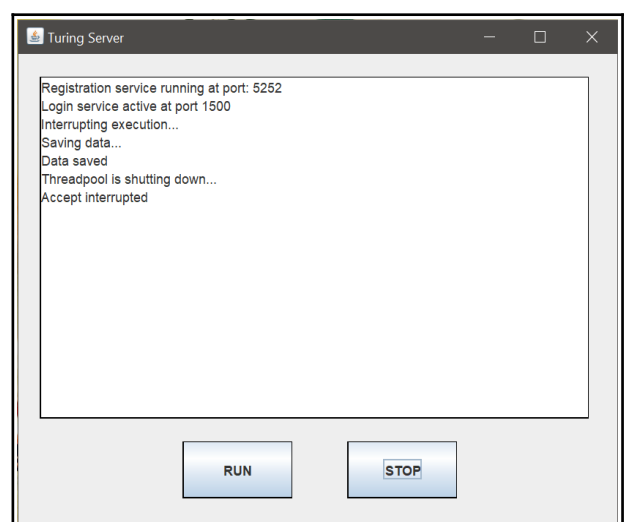 Turing Server
Registration service running at port: 5252
Login service active at port 1500
Interrupting execution...
Saving data...
Data saved
Threadpool is shutting down...
Accept interrupted
RUN
STOP